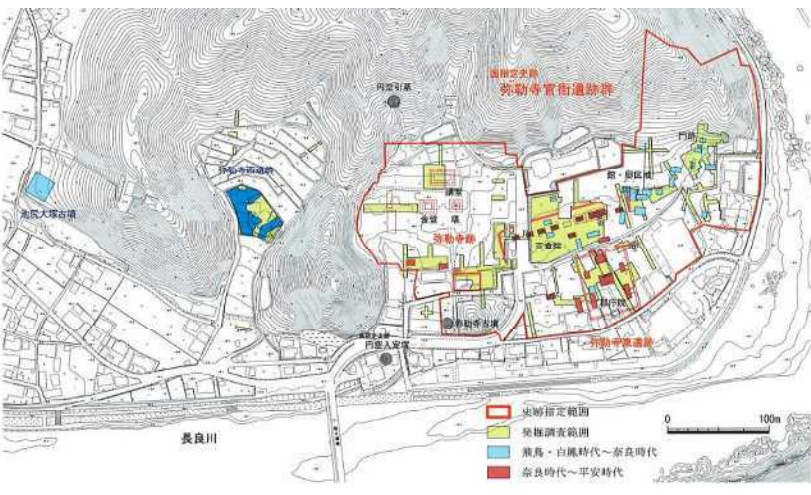 国指定史跡
弥勒寺官衙遺跡群
円空引墓
門跡
館・厨区域
弥勒寺西遺跡
池尻大塚古墳
講堂
金堂 塔
弥勒寺跡
正倉院
郡庁院
弥勒寺古墳
弥勒寺東遺跡
円空入定塚
長良川
史跡指定範囲
発掘調査範囲
飛鳥・白鳳時代~奈良時代
奈良時代~平安時代
0 100m